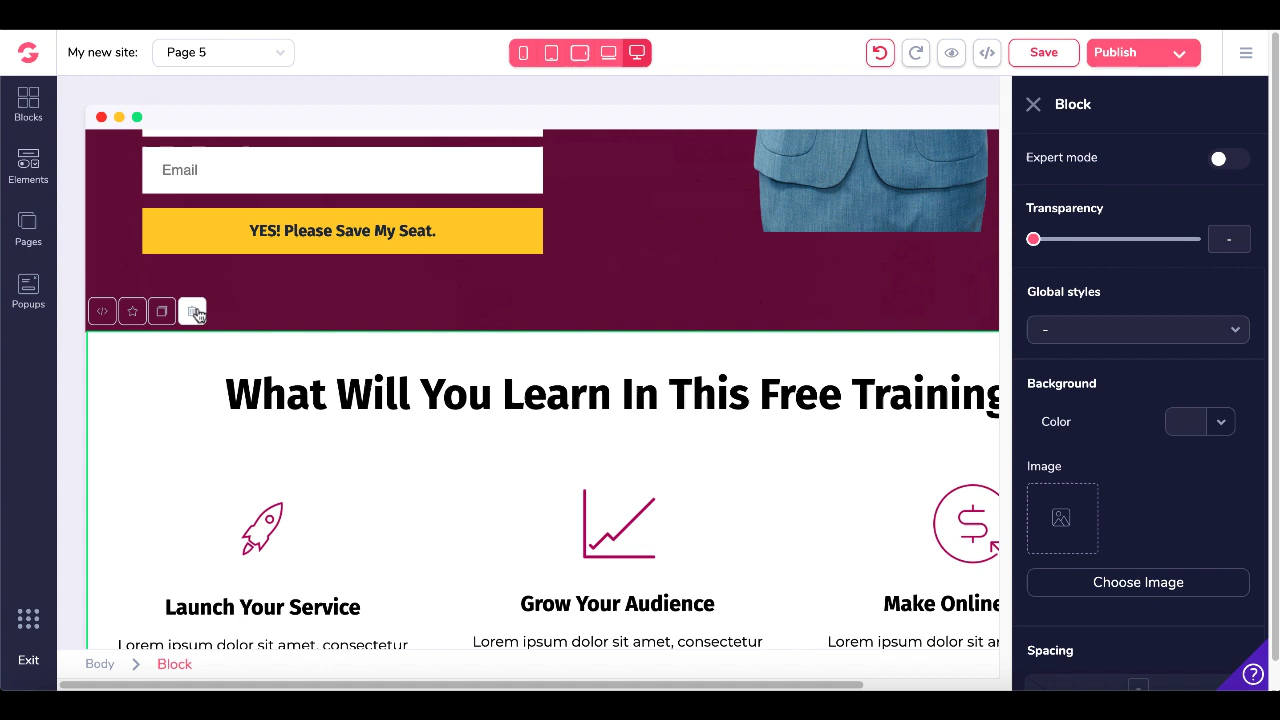 My new site:
Page 5
Save
Publish
Blocks
Elements
Pages
Popups
Exit
Email
YES! Please Save My Seat.
What Will You Learn In This Free Training
Launch Your Service
Grow Your Audience
Make Online
Lorem ipsum dolor sit amet, consectetur
Lorem ipsum dolor sit amet, consectetur
Lorem ipsum dolor sit a
Body
Block
Block
Expert mode
Transparency
-
Global styles
-
Background
Color
Image
Choose Image
Spacing